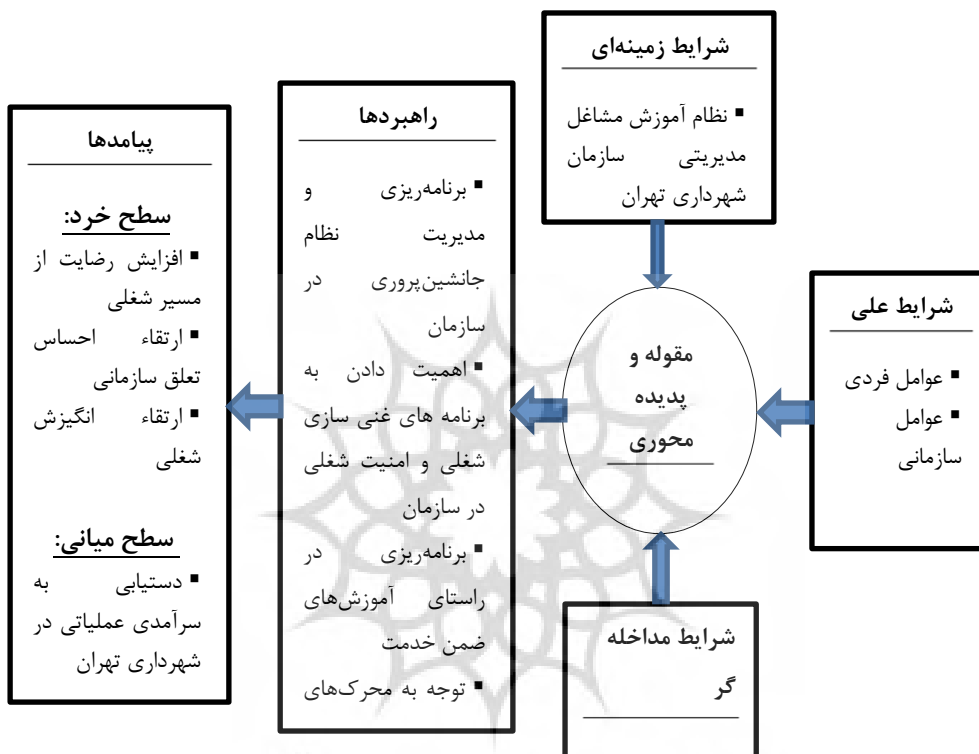 شرایط زمینه‌ای
▪ نظام آموزش مشاغل
مدیریتی سازمان
شهرداری تهران
شرایط علی
▪ عوامل فردی
▪ عوامل
سازمانی
مقوله و
پدیده
محوری
شرایط مداخله
گر
راهبردها
▪ برنامه‌ریزی و
مدیریت نظام
جانشین‌پروری در
سازمان
▪ اهمیت دادن به
برنامه های غنی سازی
شغلی و امنیت شغلی
در سازمان
▪ برنامه‌ریزی در
راستای آموزش‌های
ضمن خدمت
▪ توجه به محرک‌های
پیامدها
سطح خرد:
▪ افزایش رضایت از
مسیر شغلی
▪ ارتقاء احساس
تعلق سازمانی
▪ ارتقاء انگیزش
شغلی
سطح میانی:
▪ دستیابی به
سرآمدی عملیاتی در
شهرداری تهران